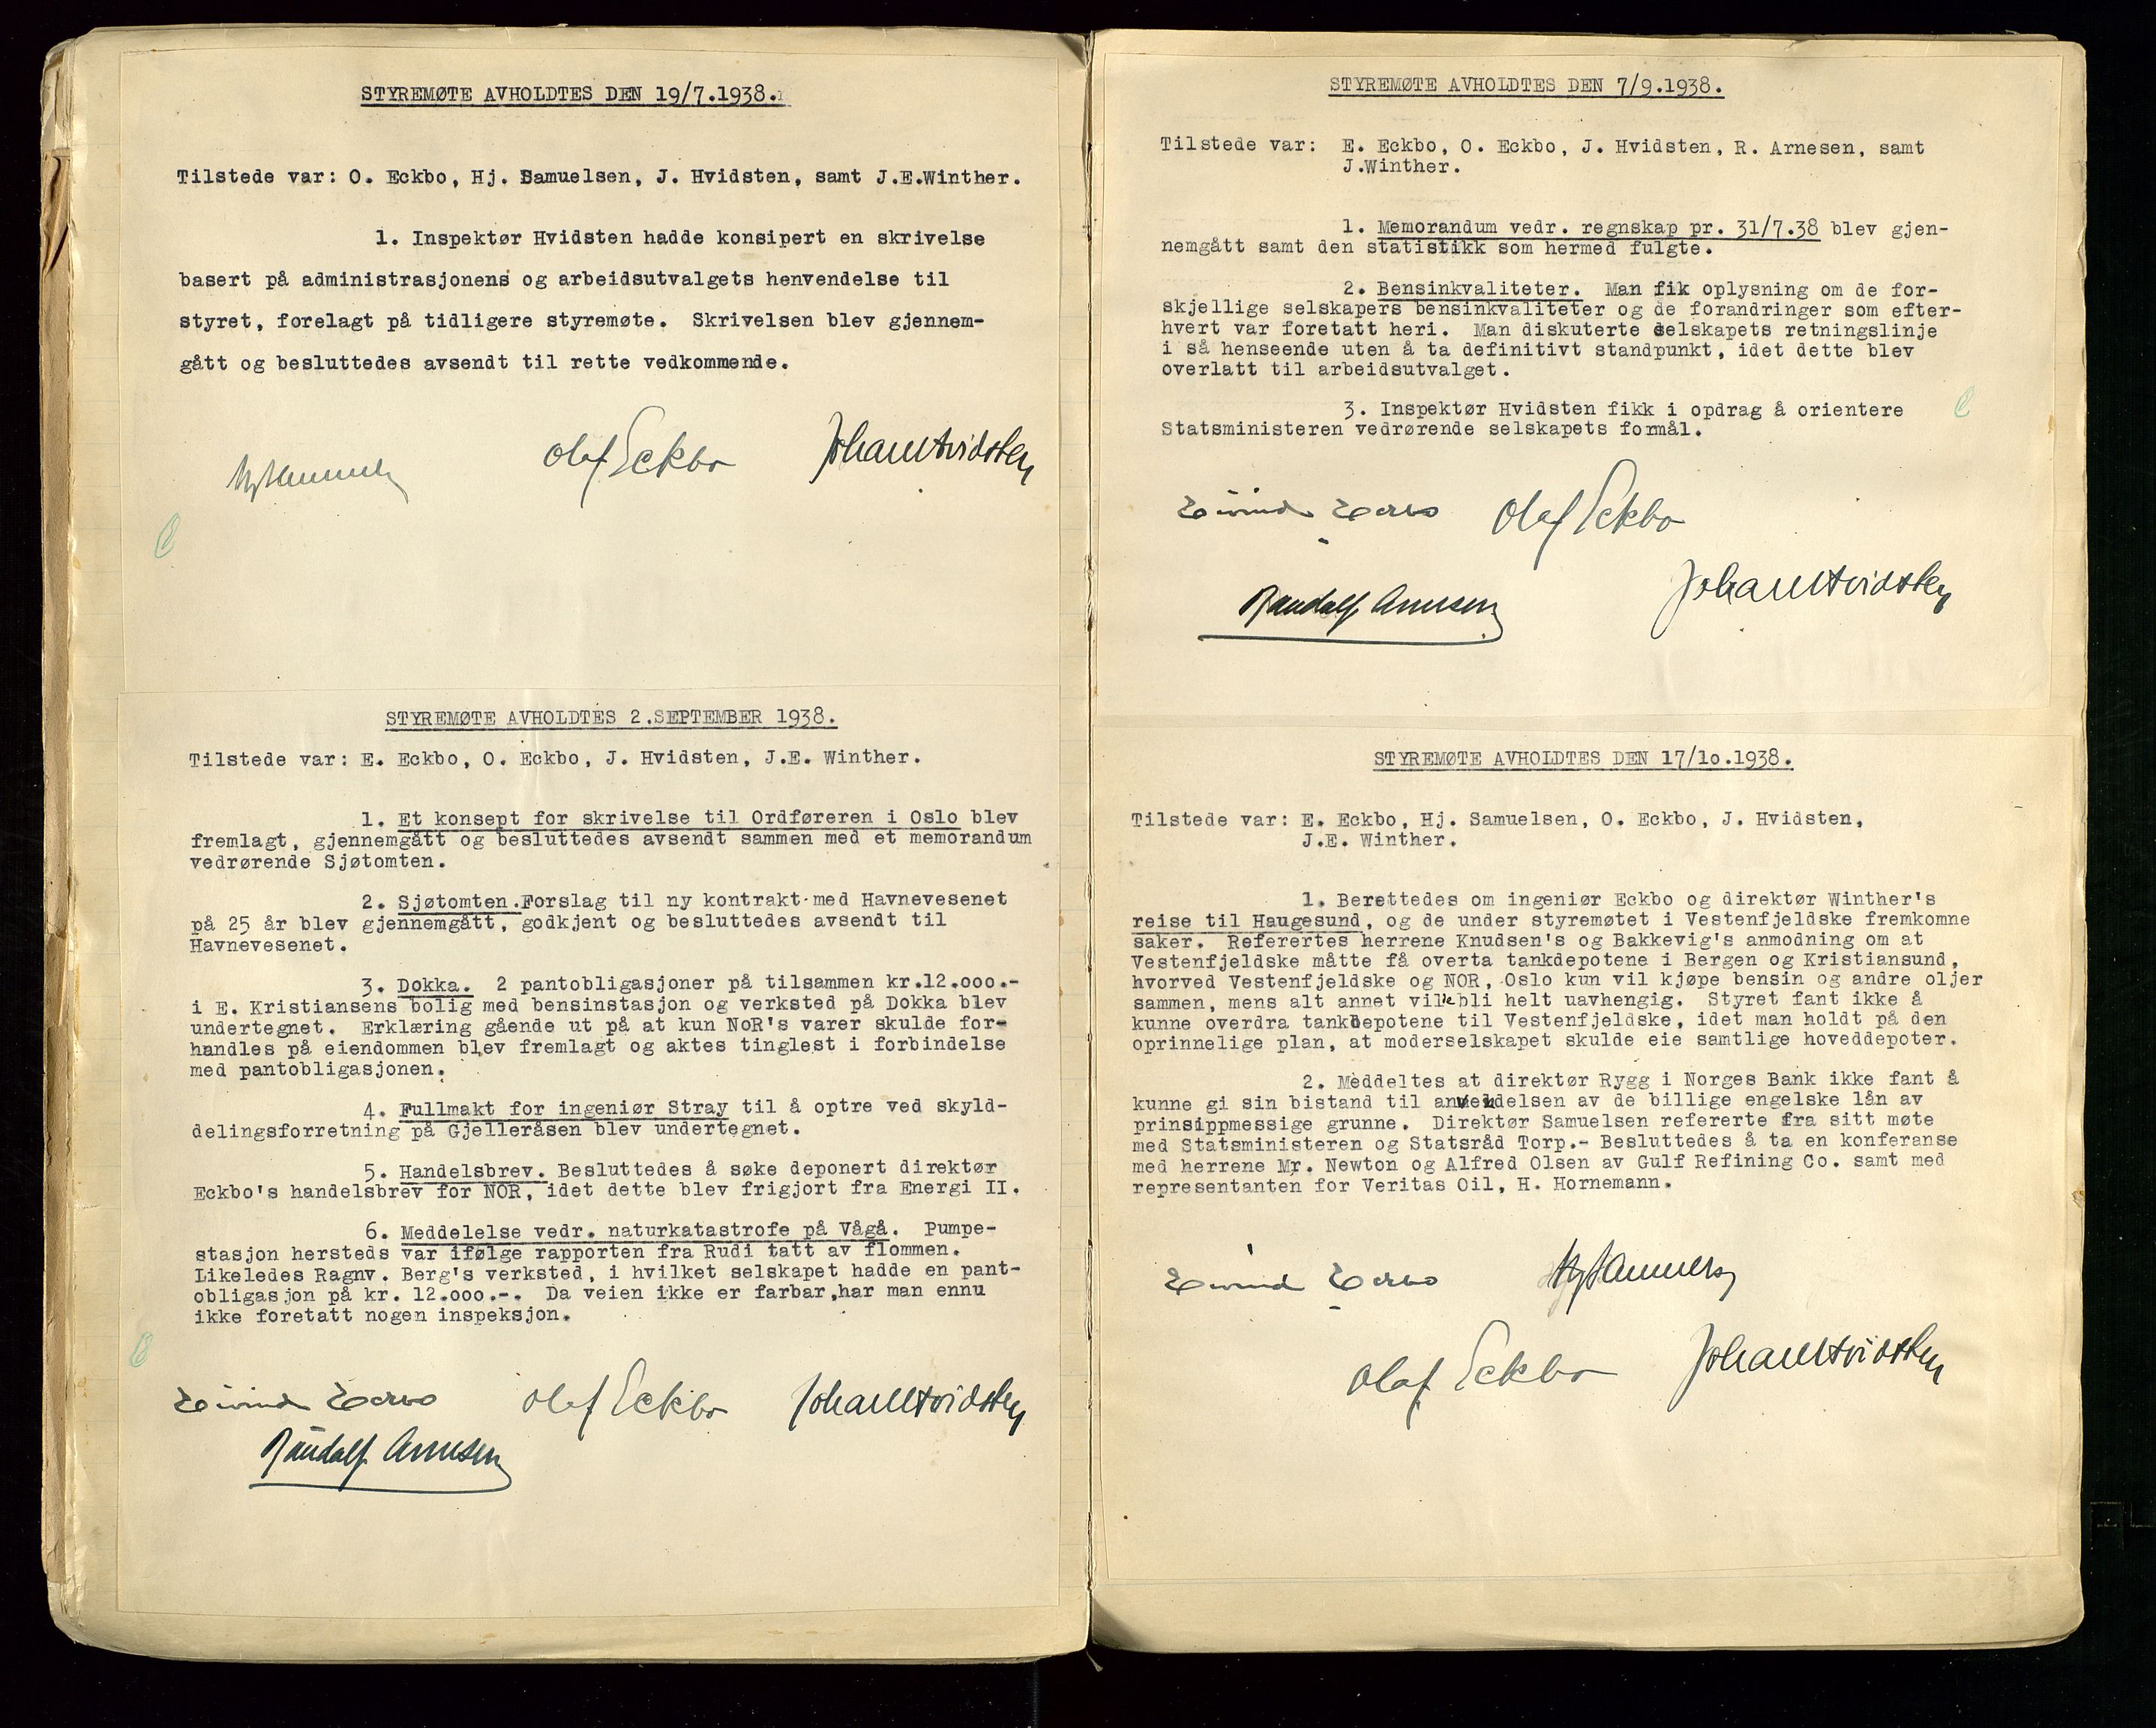 STYREMØTE AVHOLDTES DEN 19/7.1938.
Tilstede var: O. Eckbo, Hj. Samuelsen, J. Hvidsten, samt J.E.Winther.
1. Inspektør Hvidsten hadde konsipert en skrivelse
basert på administrasjonens og arbeidsutvalgets henvendelse til
styret, forelagt på tidligere styremøte. Skrivelsen blev gjennem-
gått og besluttedes avsendt til rette vedkommende.
Olaf Eckbo Johan Hvidsten
STYREMØTE AVHOLDTES 2.SEPTEMBER 1938.
Tilstede var: E. Eckbo, O. Eckbo, J. Hvidsten, J.E. Winther.
1. Et konsept for skrivelse til Ordføreren i Oslo blev
fremlagt, gjennemgått og besluttedes avsendt sammen med et memorandum
vedrørende Sjøtomten.
2. Sjøtomten.Forslag til ny kontrakt med Havnevesenet
på 25 år blev gjennemgått, godkjent og besluttedes avsendt til
Havnevesenet.
3. Dokka. 2 pantobligasjoner på tilsammen kr.12.000.-
i E. Kristiansens bolig med bensinstasjon og verksted på Dokka blev
undertegnet. Erklæring gående ut på at kun NOR's varer skulde for-
handles på eiendommen blev fremlagt og aktes tinglest i forbindelse
med pantobligasjonen.
4. Fullmakt for ingeniør Stray til å optre ved skyld-
delingsforretning på Gjelleråsen blev undertegnet.
5. Handelsbrev. Besluttedes å søke deponert direktør
Eckbo's handelsbrev for NOR, idet dette blev frigjort fra Energi II.
6. Meddelelse vedr. naturkatastrofe på Vågå. Pumpe-
stasjon hersteds var ifølge rapporten fra Rudi tatt av flommen.
Likeledes Ragnv. Berg's verksted, i hvilket selskapet hadde en pant-
obligasjon på kr. 12.000.-. Da veien ikke er farbar,har man ennu
ikke foretatt nogen inspeksjon.
Eivind Eckbo Olaf Eckbo Johan Hvidsten
Randolf Arnesen
STYREMØTE AVHOLDTES DEN 7/9.1938.
Tilstede var: E. Eckbo, O. Eckbo, J. Hvidsten, R. Arnesen, samt
J.Winther.
1. Memorandum vedr. regnskap pr. 31/7.38 blev gjen-
nemgått samt den statistikk som hermed fulgte.
2. Bensinkvaliteter. Man fik oplysning om de for-
skjellige selskapers bensinkvaliteter og de forandringer som efter-
hvert var foretatt heri. Man diskuterte selskapets retningslinje
i så henseende uten å ta definitivt standpunkt, idet dette blev
overlatt til arbeidsutvalget.
3. Inspektør Hvidsten fikk i opdrag å orientere
Statsministeren vedrørende selskapets formål.
Eivind Eckbo Olaf Eckbo
Randolf Arnesen Johan Hvidsten
STYREMØTE AVHOLDTES DEN 17/10.1938.
Tilstede var: E. Eckbo, Hj. Samuelsen, O. Eckbo, J. Hvidsten,
J.E. Winther.
1. Berettedes om ingeniør Eckbo og direktør Winther's
reise til Haugesund, og de under styremøtet i Vestenfjeldske fremkomne
saker. Referertes herrene Knudsen's og Bakkevig's anmodning om at
Vestenfjeldske måtte få overta tankdepotene i Bergen og Kristiansund,
hvorved Vestenfjeldske og NOR, Oslo kun vil kjøpe bensin og andre oljer
sammen, mens alt annet vil bli helt uavhengig. Styret fant ikke å
kunne overdra tankdepotene til Vestenfjeldske, idet man holdt på den
oprinnelige plan, at moderselskapet skulde eie samtlige hoveddepoter.
2. Meddeltes at direktør Rygg i Norges Bank ikke fant å
kunne gi sin bistand til anvendelsen av de billige engelske lån av
prinsippmessige grunne. Direktør Samuelsen refererte fra sitt møte
med Statsministeren og Statsråd Torp.- Besluttedes å ta en konferanse
med herrene Mr. Newton og Alfred Olsen av Gulf Refining Co. samt med
representanten for Veritas Oil, H. Hornemann.
Eivind Eckbo
Olaf Eckbo Johan Hvidsten